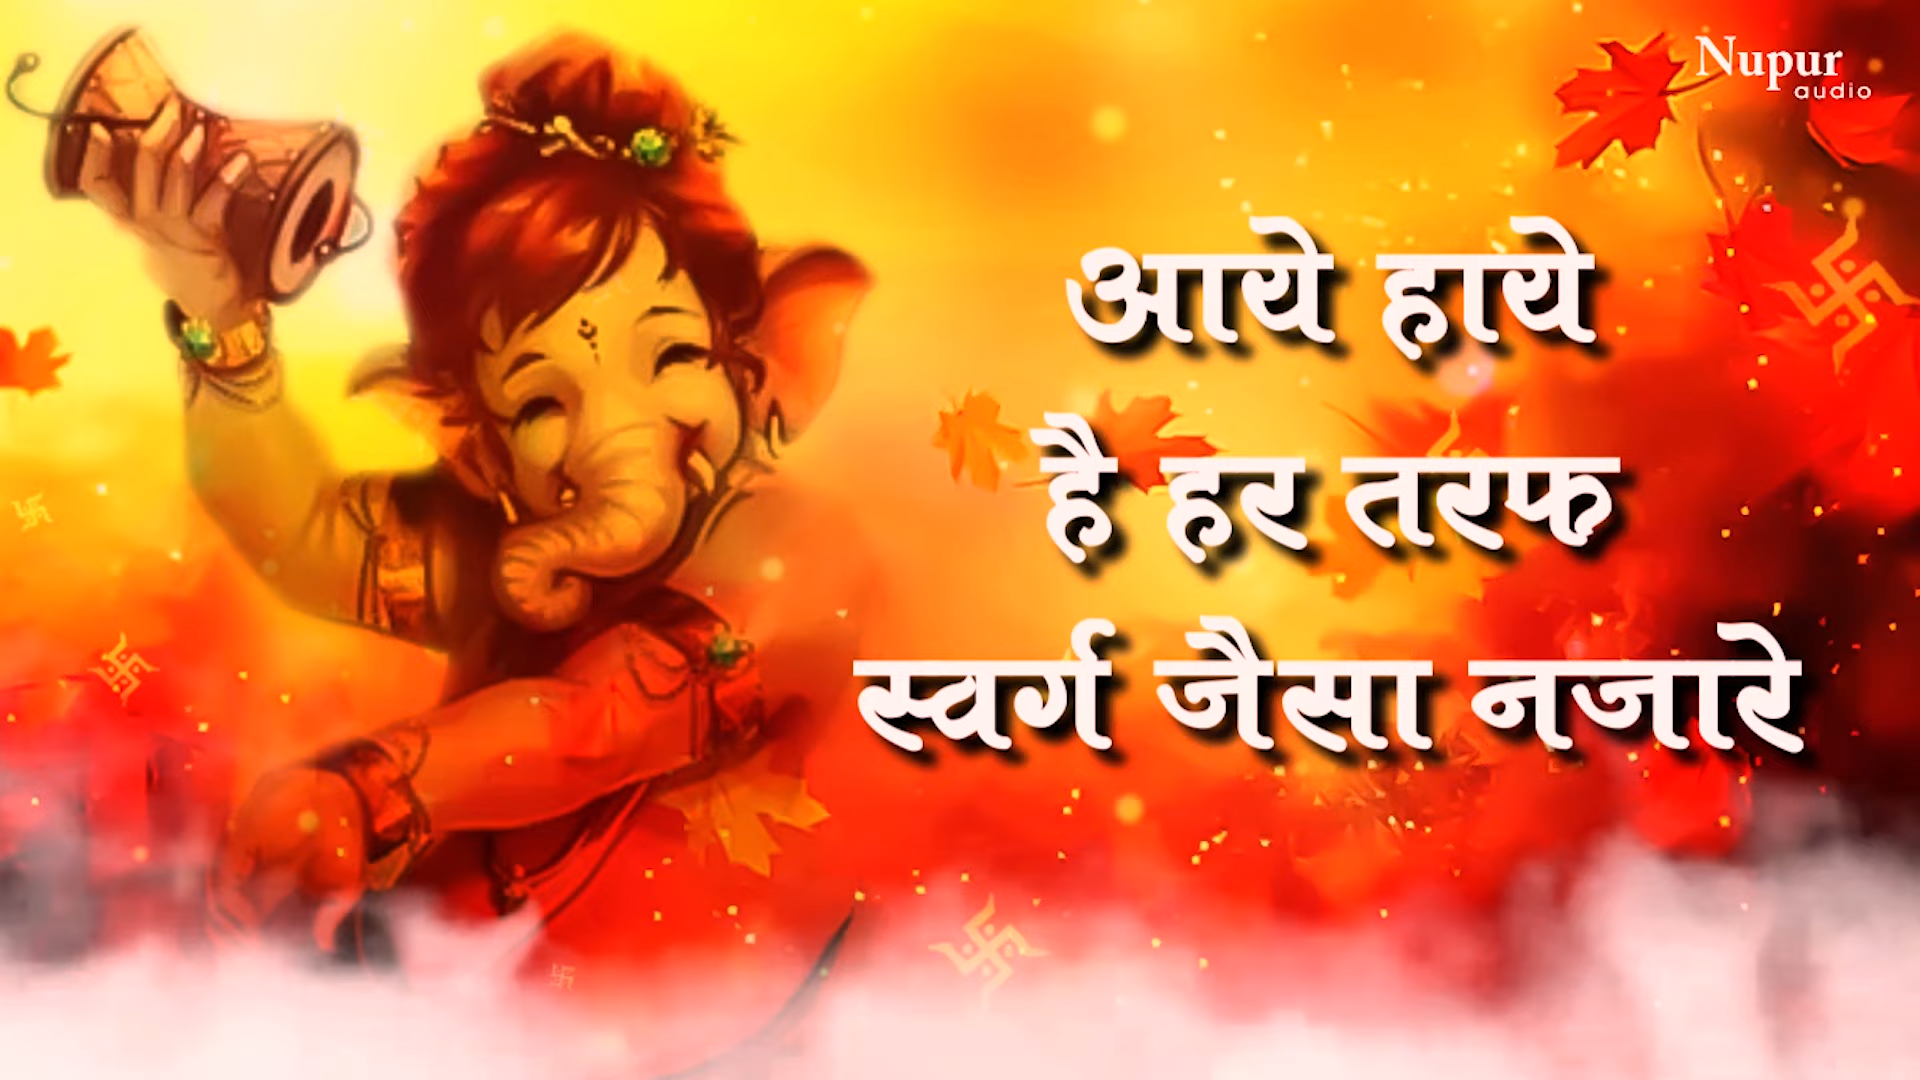 Nupur
audio
आये हाये
है हर तरफ
स्वर्ग जैसा नजारे